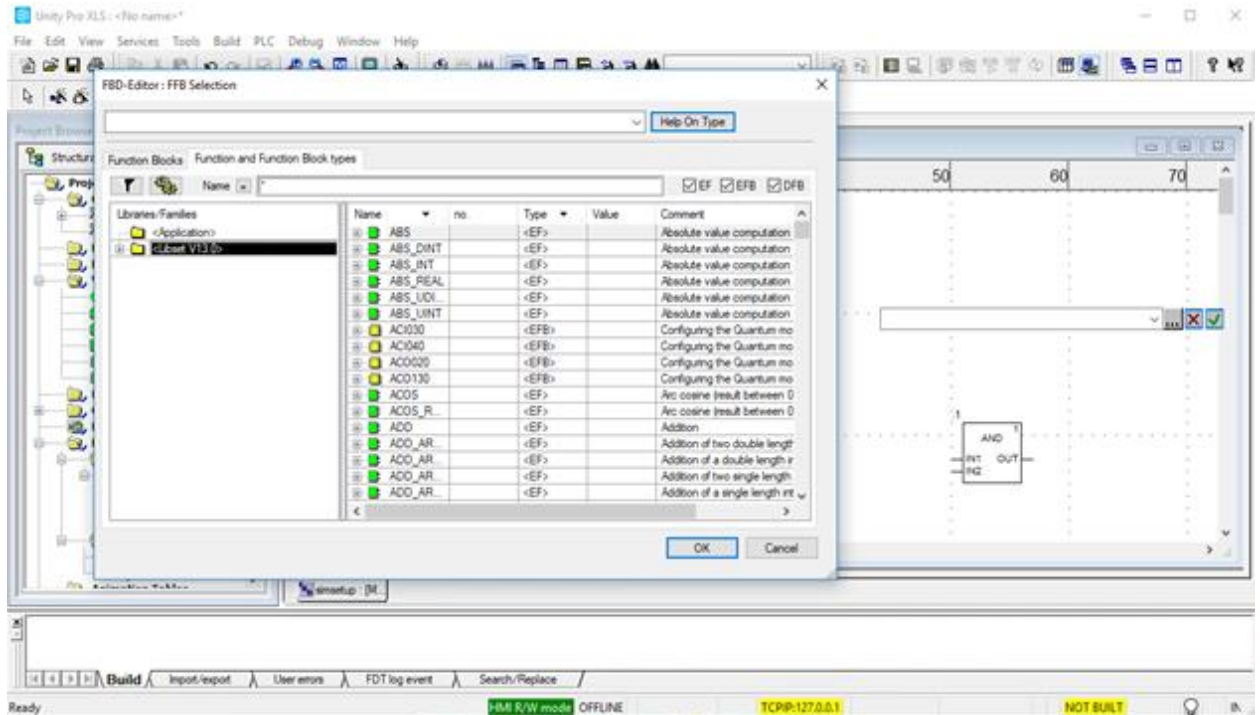 Unity Pro XLS : <No name>*
File Edit View Services Tools Build PLC Debug Window Help
FBD-Editor : FFB Selection
Help On Type
Function Blocks Function and Function Block types
Name *
EF EFB DFB
Libraries/Families
<Application>
<Libset V13.0>
Name no. Type Value Comment
ABS <EF> Absolute value computation
ABS_DINT <EF> Absolute value computation
ABS_INT <EF> Absolute value computation
ABS_REAL <EF> Absolute value computation
ABS_UDI... <EF> Absolute value computation
ABS_UINT <EF> Absolute value computation
ACI030 <EFB> Configuring the Quantum mo
ACI040 <EFB> Configuring the Quantum mo
ACO020 <EFB> Configuring the Quantum mo
ACO130 <EFB> Configuring the Quantum mo
ACOS <EF> Arc cosine (result between 0
ACOS_R... <EF> Arc cosine (result between 0
ADD <EF> Addition
ADD_AR... <EF> Addition of two double lengt
ADD_AR... <EF> Addition of a double length ir
ADD_AR... <EF> Addition of two single length
ADD_AR... <EF> Addition of a single length int
OK Cancel
Project Browse
Structura
Proj
50 60 70
...
1
AND 1
IN1 OUT
IN2
simsetup : [M...
Build Import/export User errors FDT log event Search/Replace
Ready HMI R/W mode OFFLINE TCPIP:127.0.0.1 NOT BUILT IN